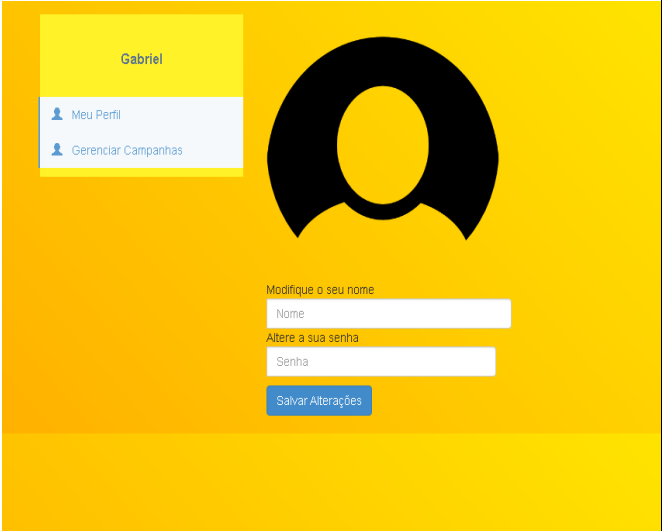 Gabriel
Meu Perfil
Gerenciar Campanhas
Modifique o seu nome
Nome
Altere a sua senha
Senha
Salvar Alterações